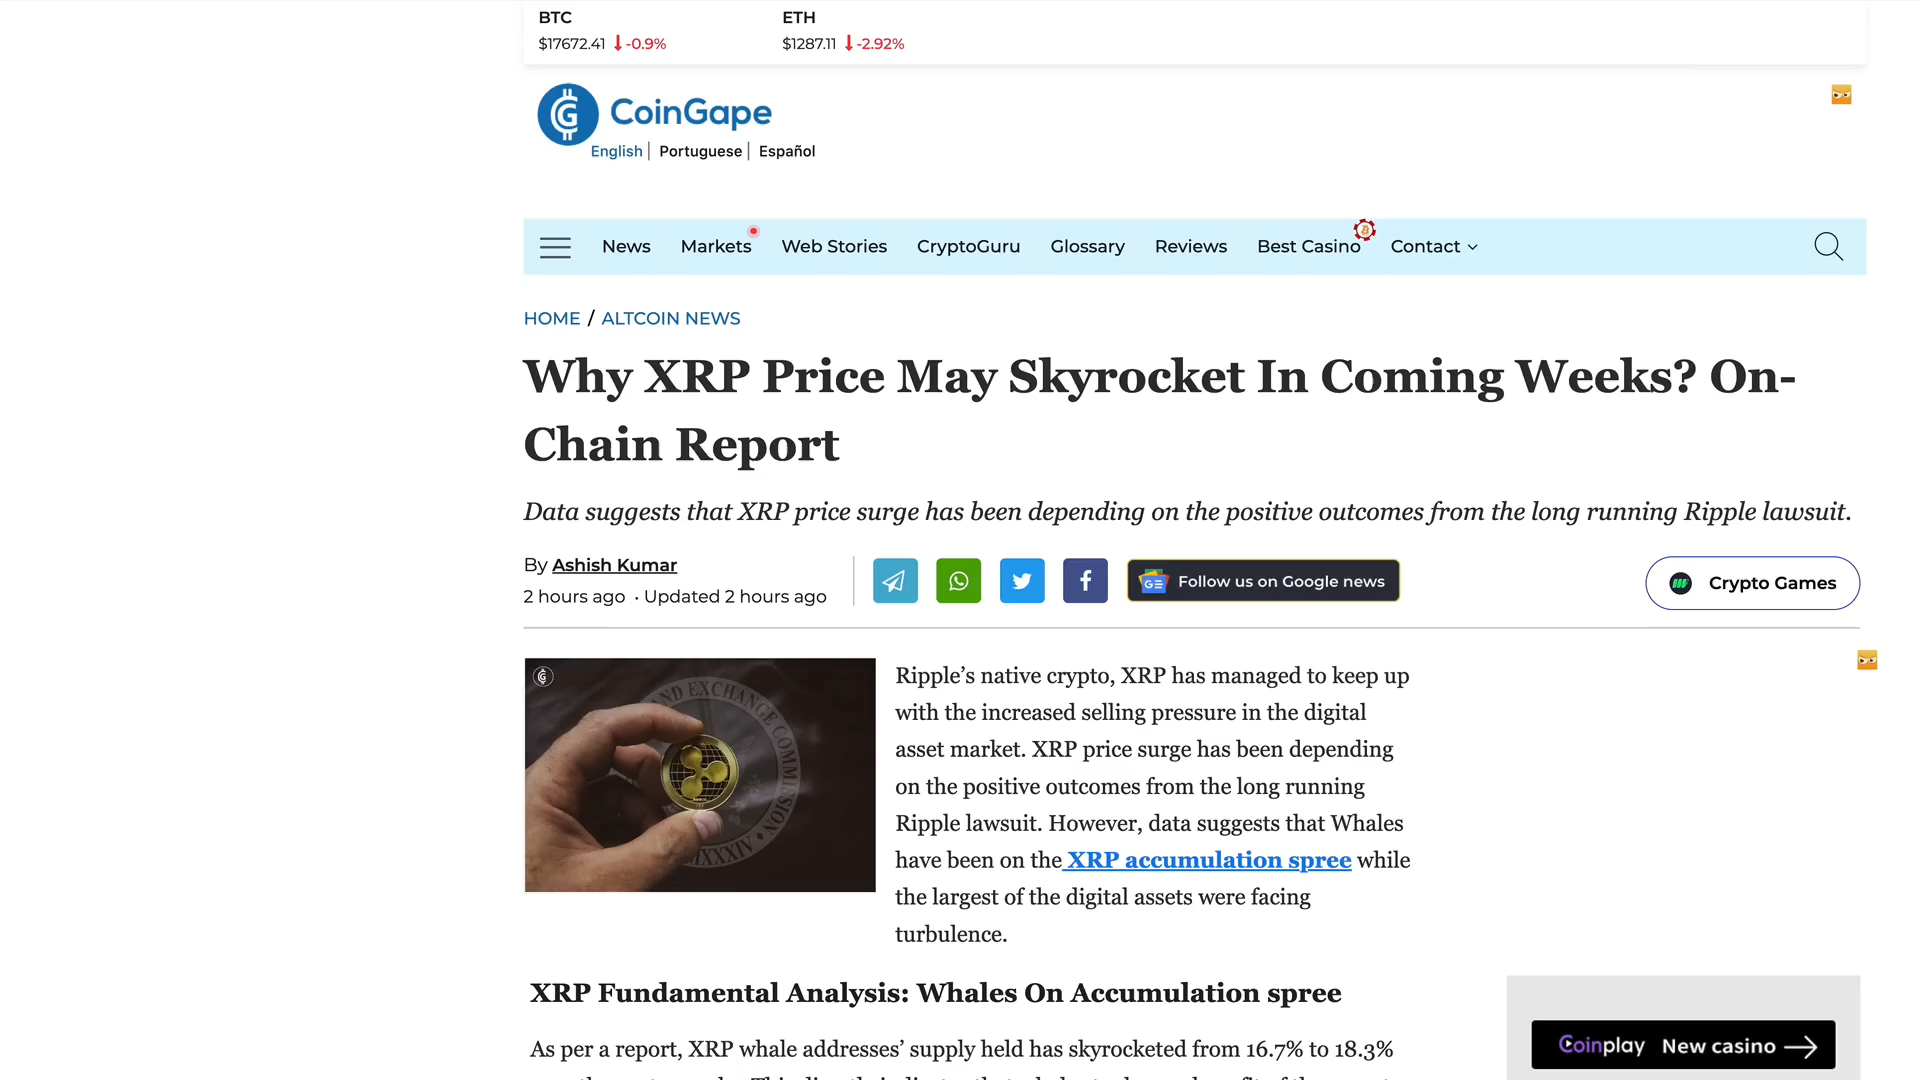 BTC
$17672.41 -0.9%
ETH
$1287.11 -2.92%
CoinGape
English | Portuguese | Español
News Markets Web Stories CryptoGuru Glossary Reviews Best Casino Contact
HOME / ALTCOIN NEWS
Why XRP Price May Skyrocket In Coming Weeks? On-
Chain Report
Data suggests that XRP price surge has been depending on the positive outcomes from the long running Ripple lawsuit.
By Ashish Kumar
2 hours ago · Updated 2 hours ago
Follow us on Google news
Crypto Games
ND EXCHANGE COMMISSION
Ripple’s native crypto, XRP has managed to keep up
with the increased selling pressure in the digital
asset market. XRP price surge has been depending
on the positive outcomes from the long running
Ripple lawsuit. However, data suggests that Whales
have been on the XRP accumulation spree while
the largest of the digital assets were facing
turbulence.
XRP Fundamental Analysis: Whales On Accumulation spree
As per a report, XRP whale addresses’ supply held has skyrocketed from 16.7% to 18.3%
Coinplay New casino